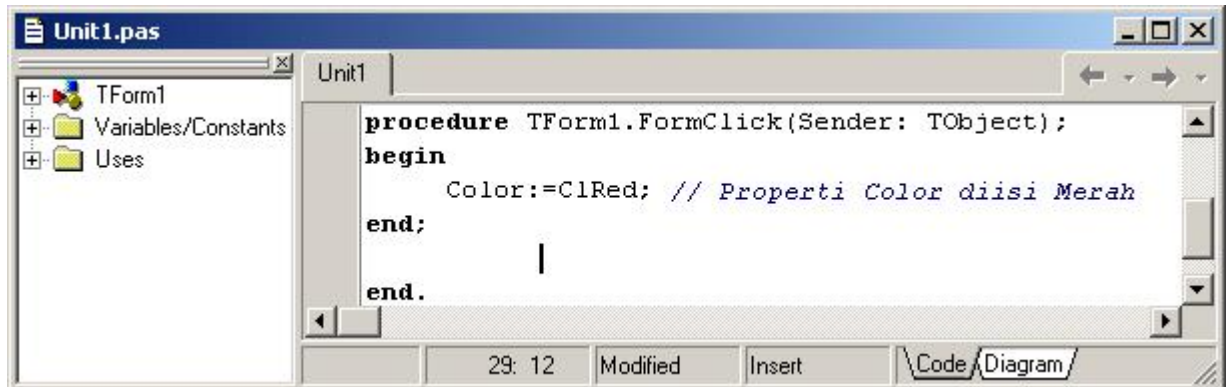 Unit1.pas
TForm1
Variables/Constants
Uses
Unit1
procedure TForm1.FormClick(Sender: TObject);
begin
Color:=ClRed; // Properti Color diisi Merah
end;
end.
29: 12
Modified
Insert
Code
Diagram